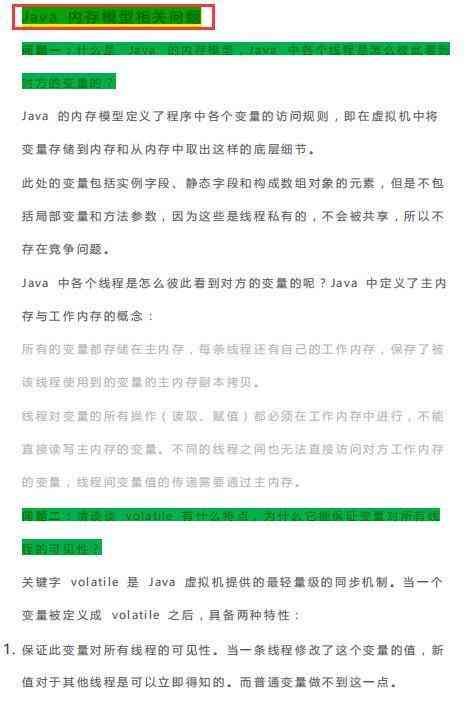 Java 内存模型相关问题
问题一：什么是 Java 的内存模型，Java 中各个线程是怎么彼此看到
对方的变量的？
Java 的内存模型定义了程序中各个变量的访问规则，即在虚拟机中将
变量存储到内存和从内存中取出这样的底层细节。
此处的变量包括实例字段、静态字段和构成数组对象的元素，但是不包
括局部变量和方法参数，因为这些是线程私有的，不会被共享，所以不
存在竞争问题。
Java 中各个线程是怎么彼此看到对方的变量的呢？Java 中定义了主内
存与工作内存的概念：
所有的变量都存储在主内存，每条线程还有自己的工作内存，保存了被
该线程使用到的变量的主内存副本拷贝。
线程对变量的所有操作（读取、赋值）都必须在工作内存中进行，不能
直接读写主内存的变量。不同的线程之间也无法直接访问对方工作内存
的变量，线程间变量值的传递需要通过主内存。
问题二：请谈谈 volatile 有什么特点，为什么它能保证变量对所有线
程的可见性？
关键字 volatile 是 Java 虚拟机提供的最轻量级的同步机制。当一个
变量被定义成 volatile 之后，具备两种特性：
1. 保证此变量对所有线程的可见性。当一条线程修改了这个变量的值，新
值对于其他线程是可以立即得知的。而普通变量做不到这一点。